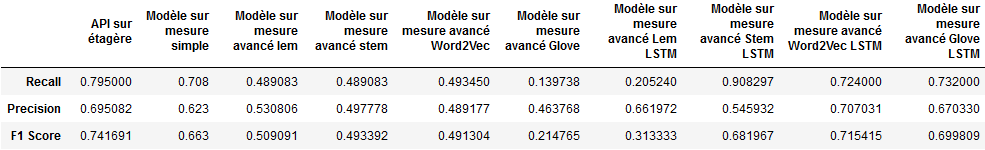 API sur étagère Modèle sur mesure simple Modèle sur mesure avancé lem Modèle sur mesure avancé stem Modèle sur mesure avancé Word2Vec Modèle sur mesure avancé Glove Modèle sur mesure avancé Lem LSTM Modèle sur mesure avancé Stem LSTM Modèle sur mesure avancé Word2Vec LSTM Modèle sur mesure avancé Glove LSTM
Recall 0.795000 0.708 0.489083 0.489083 0.493450 0.139738 0.205240 0.908297 0.724000 0.732000
Precision 0.695082 0.623 0.530806 0.497778 0.489177 0.463768 0.661972 0.545932 0.707031 0.670330
F1 Score 0.741691 0.663 0.509091 0.493392 0.491304 0.214765 0.313333 0.681967 0.715415 0.699809